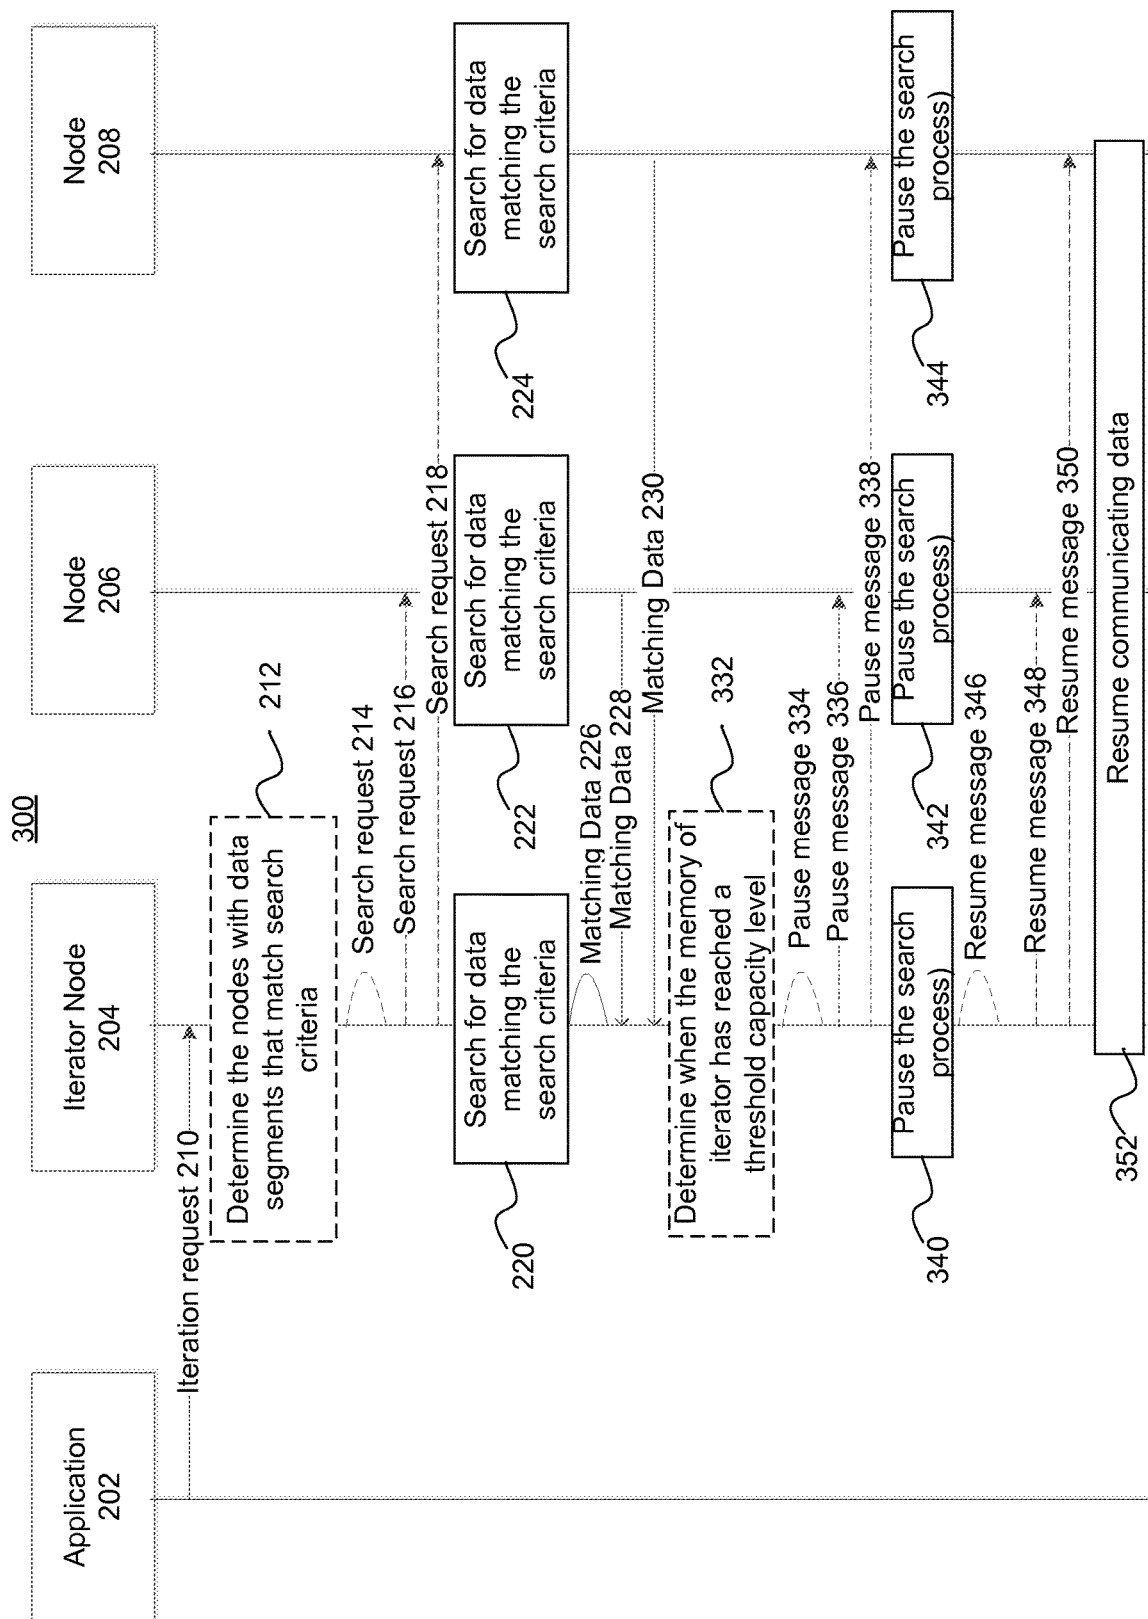 300
Application
202
Iterator Node
204
Node
206
Node
208
Iteration request 210
Determine the nodes with data
segments that match search
criteria
212
Search request 214
Search request 216
Search request 218
Search for data
matching the
search criteria
220
Search for data
matching the
search criteria
222
Search for data
matching the
search criteria
224
Matching Data 226
Matching Data 228
Matching Data 230
Determine when the memory of
iterator has reached a
threshold capacity level
332
Pause message 334
Pause message 336
Pause message 338
Pause the search
process)
340
Pause the search
process)
342
Pause the search
process)
344
Resume message 346
Resume message 348
Resume message 350
Resume communicating data
352